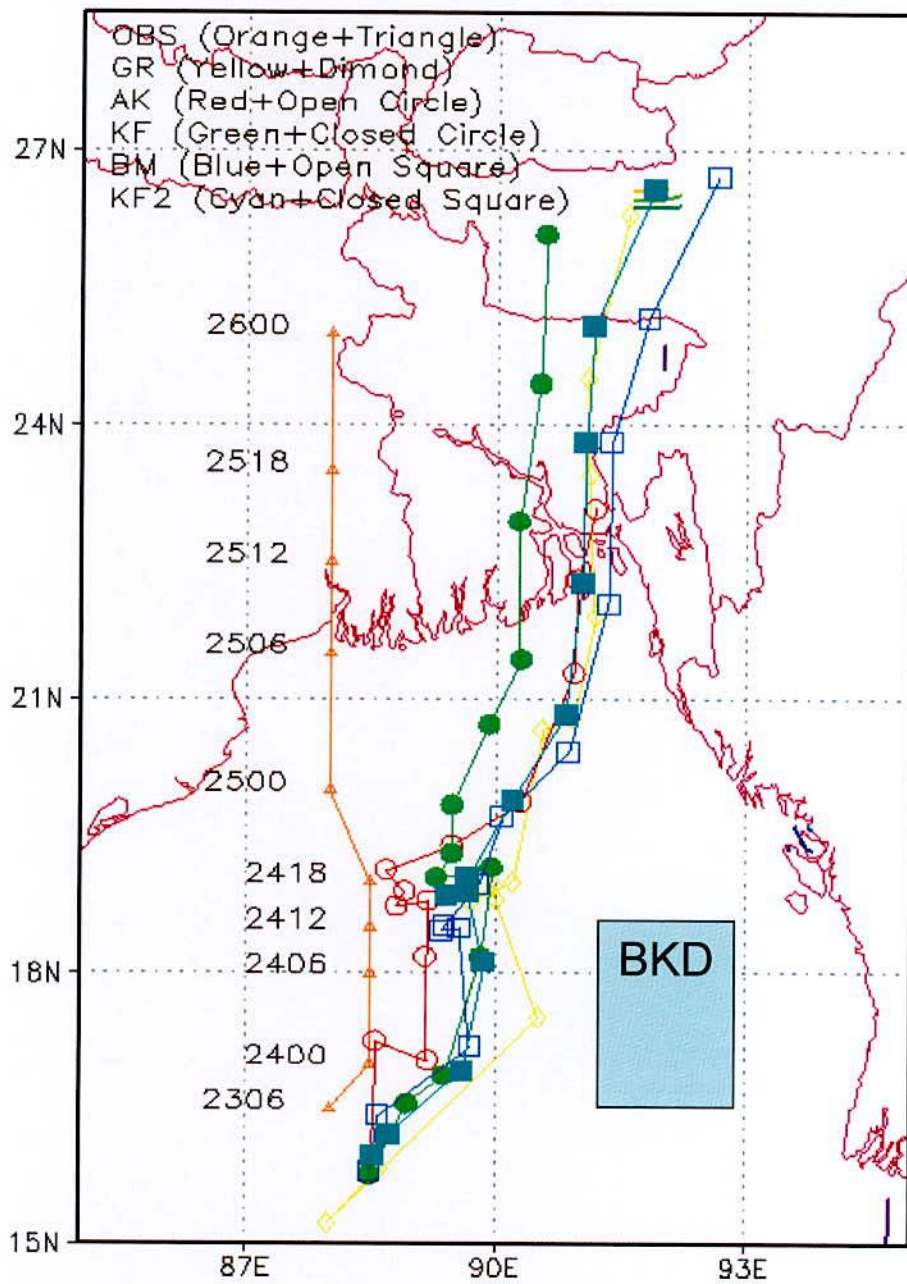 OBS (Orange+Triangle)
GR (Yellow+Dimond)
AK (Red+Open Circle)
KF (Green+Closed Circle)
BM (Blue+Open Square)
KF2 (Cyan+Closed Square)
27N
2600
24N
2518
2512
2506
21N
2500
2418
2412
18N
2406
BKD
2400
2306
15N
87E
90E
93E